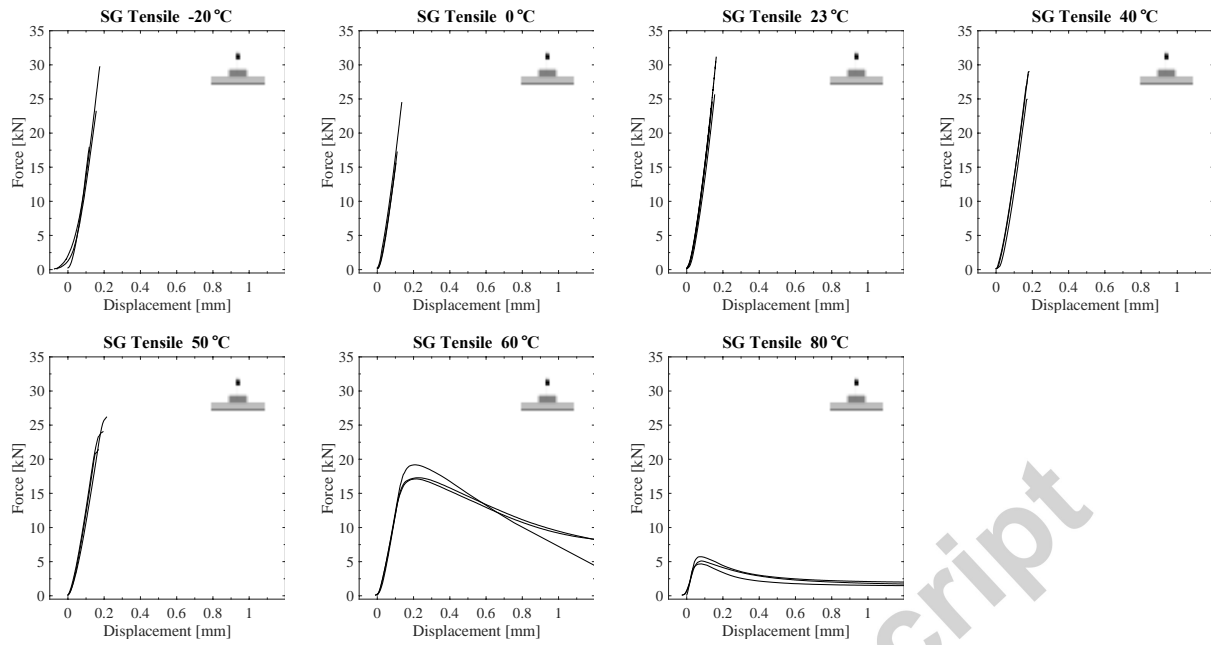 SG Tensile -20 °C
SG Tensile 0 °C
SG Tensile 23 °C
SG Tensile 40 °C
35
30
25
20
15
10
5
0
Force [kN]
0 0.2 0.4 0.6 0.8 1
Displacement [mm]
35
30
25
20
15
10
5
0
Force [kN]
0 0.2 0.4 0.6 0.8 1
Displacement [mm]
35
30
25
20
15
10
5
0
Force [kN]
0 0.2 0.4 0.6 0.8 1
Displacement [mm]
35
30
25
20
15
10
5
0
Force [kN]
0 0.2 0.4 0.6 0.8 1
Displacement [mm]
SG Tensile 50 °C
SG Tensile 60 °C
SG Tensile 80 °C
35
30
25
20
15
10
5
0
Force [kN]
0 0.2 0.4 0.6 0.8 1
Displacement [mm]
35
30
25
20
15
10
5
0
Force [kN]
0 0.2 0.4 0.6 0.8 1
Displacement [mm]
35
30
25
20
15
10
5
0
Force [kN]
0 0.2 0.4 0.6 0.8 1
Displacement [mm]
cript